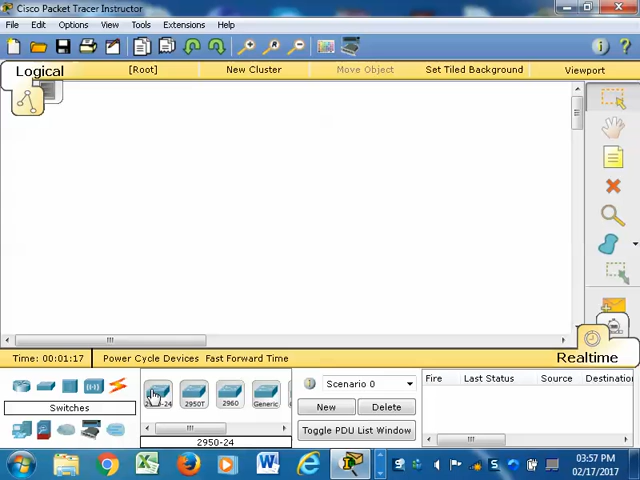 Cisco Packet Tracer Instructor
File Edit Options View Tools Extensions Help
Logical [Root] New Cluster Move Object Set Tiled Background Viewport
Time: 00:01:17 Power Cycle Devices Fast Forward Time Realtime
Switches
2950T 2960 Generic
2950-24
Scenario 0
New Delete
Toggle PDU List Window
Fire Last Status Source Destination
03:57 PM
02/17/2017